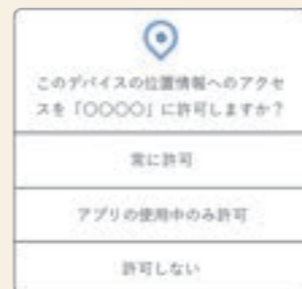 このデバイスの位置情報へのアクセ
スを「〇〇〇〇」に許可しますか？
常に許可
アプリの使用中のみ許可
許可しない